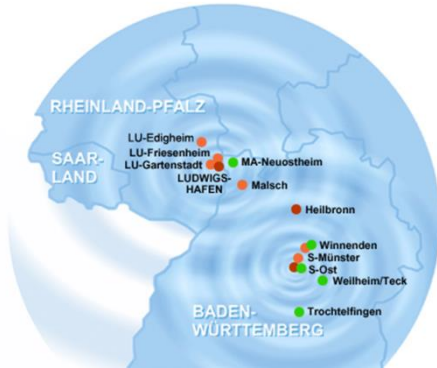 RHEINLAND-PFALZ
LU-Edigheim
LU-Friesenheim
SAAR-
LAND
LU-Gartenstadt
MA-Neuostheim
LUDWIGS-
HAFEN
Malsch
Heilbronn
Winnenden
S-Münster
S-Ost
Weilheim/Teck
BADEN-
WÜRTTEMBERG
Trochtelfingen